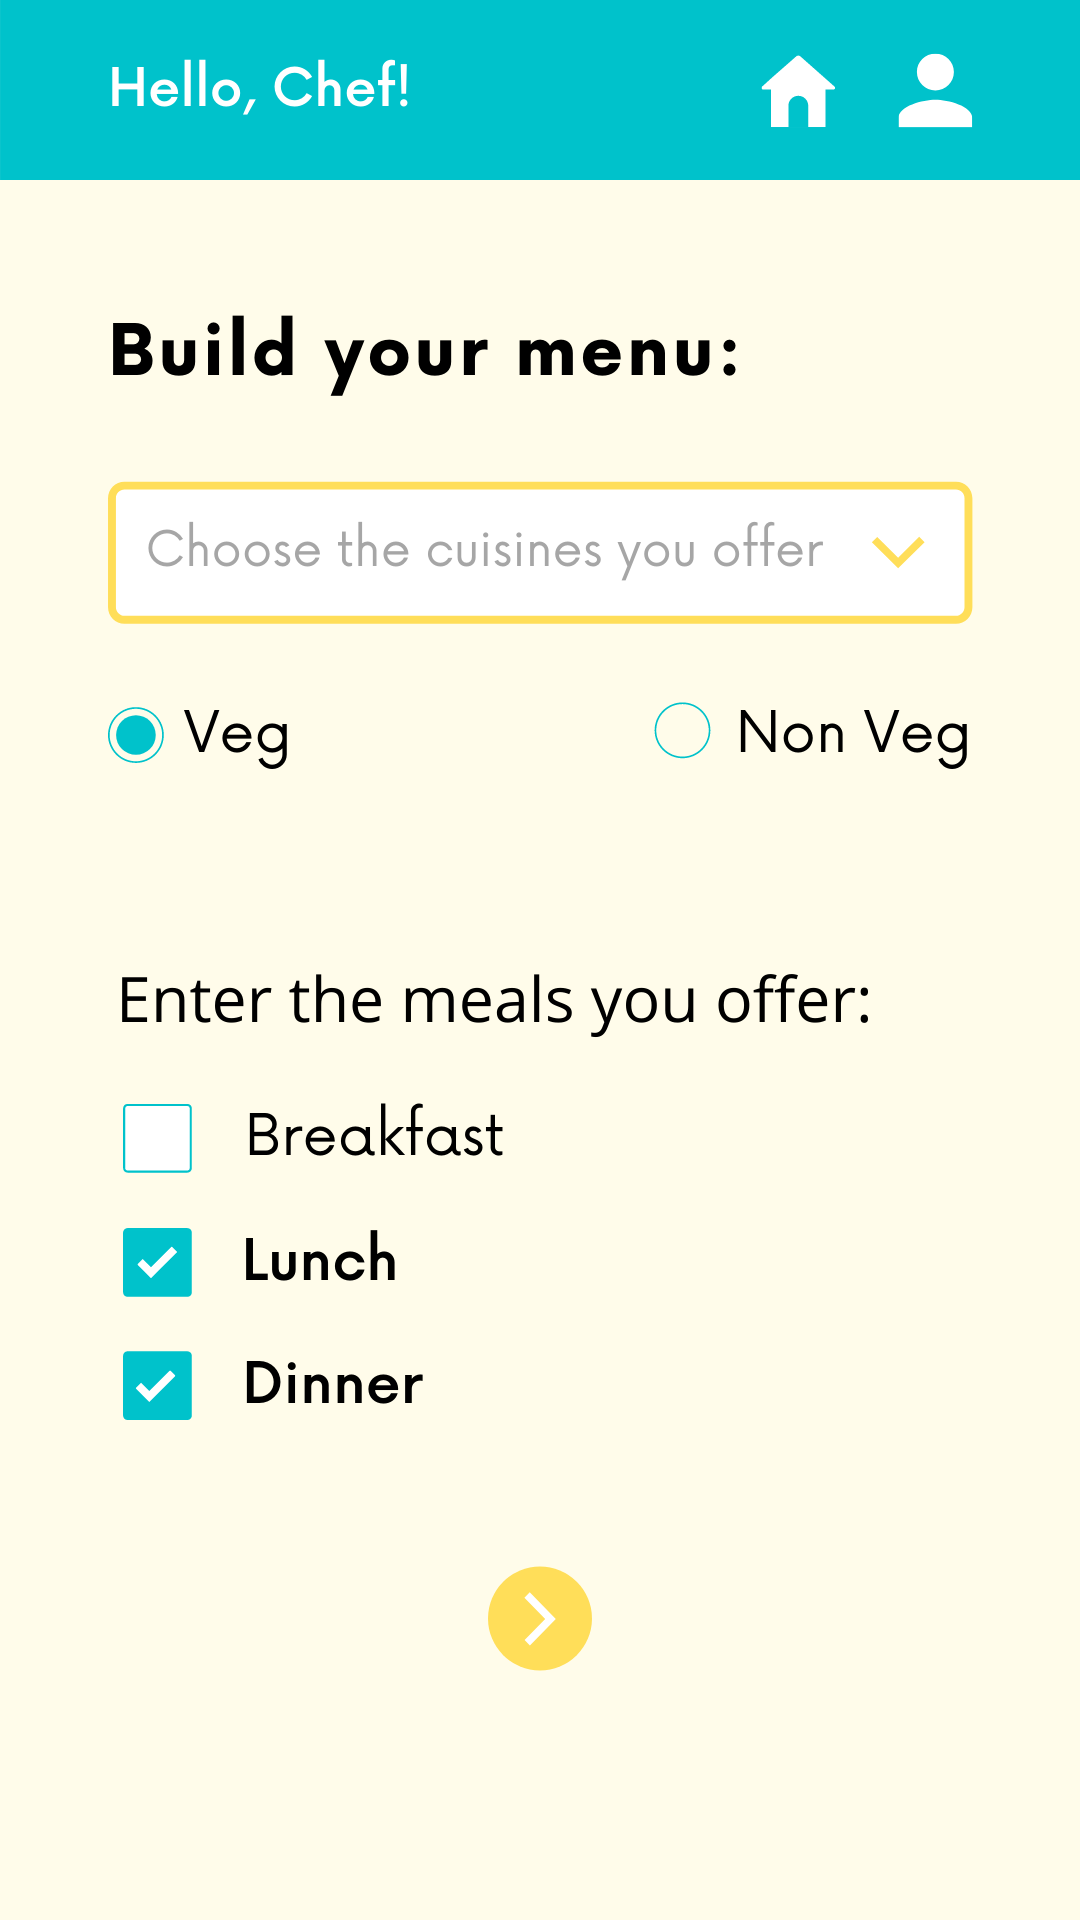 Hello, Chef!
Build your menu:
Choose the cuisines you offer
Veg
Non Veg
Enter the meals you offer:
Breakfast
Lunch
Dinner